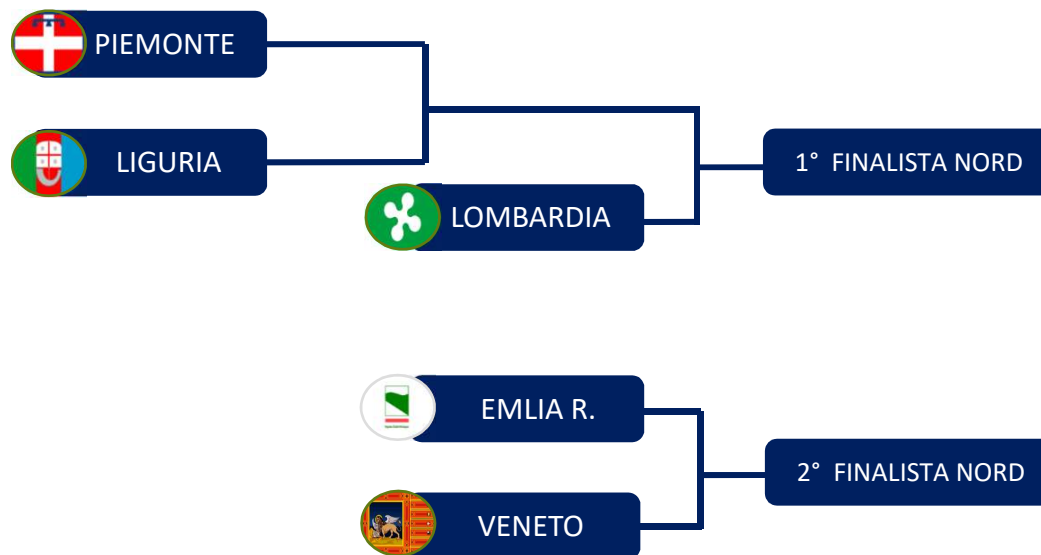 PIEMONTE
LIGURIA
1° FINALISTA NORD
LOMBARDIA
EMLIA R.
2° FINALISTA NORD
VENETO